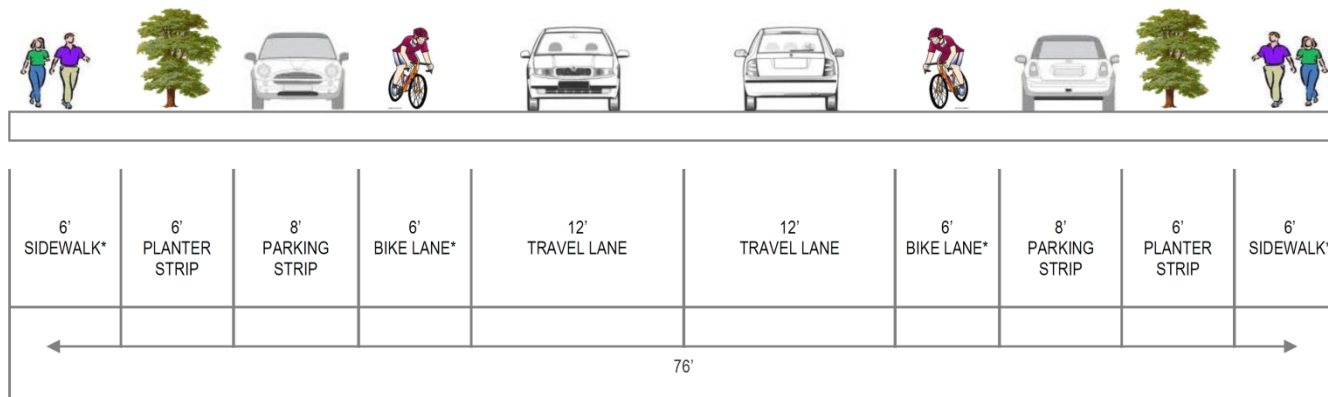 6’
SIDEWALK*
6’
PLANTER
STRIP
8’
PARKING
STRIP
6’
BIKE LANE*
12’
TRAVEL LANE
12’
TRAVEL LANE
6’
BIKE LANE*
8’
PARKING
STRIP
6’
PLANTER
STRIP
6’
SIDEWALK*
76’